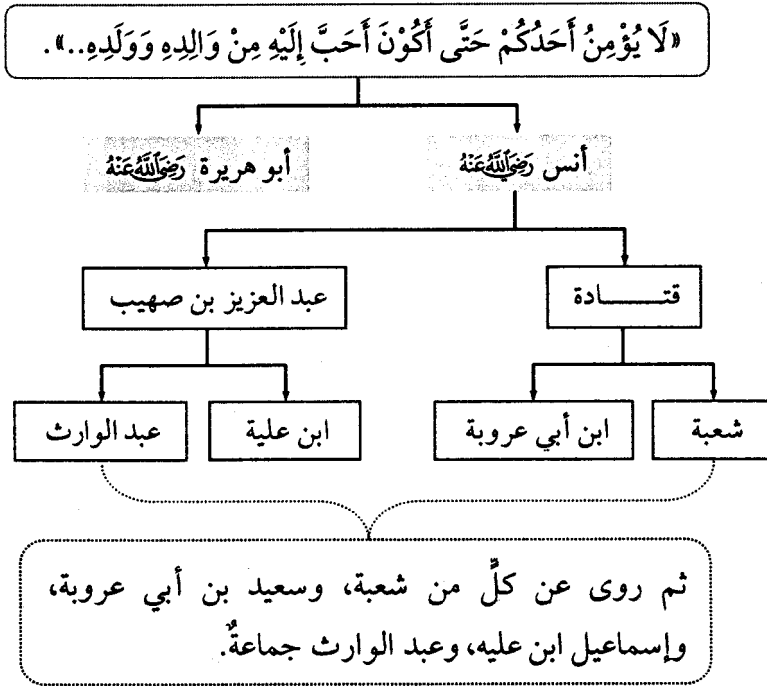 «لَا يُؤْمِنُ أَحَدُكُمْ حَتَّى أَكُوْنَ أَحَبَّ إِلَيْهِ مِنْ وَالِدِهِ وَوَلَدِهِ..».
أنس رَضِيَ اللَّهُ عَنْهُ
أبو هريرة رَضِيَ اللَّهُ عَنْهُ
قتـــــادة
عبد العزيز بن صهيب
شعبة
ابن أبي عروبة
ابن علية
عبد الوارث
ثم روى عن كلٍّ من شعبة، وسعيد بن أبي عروبة،
وإسماعيل ابن عليه، وعبد الوارث جماعةٌ.